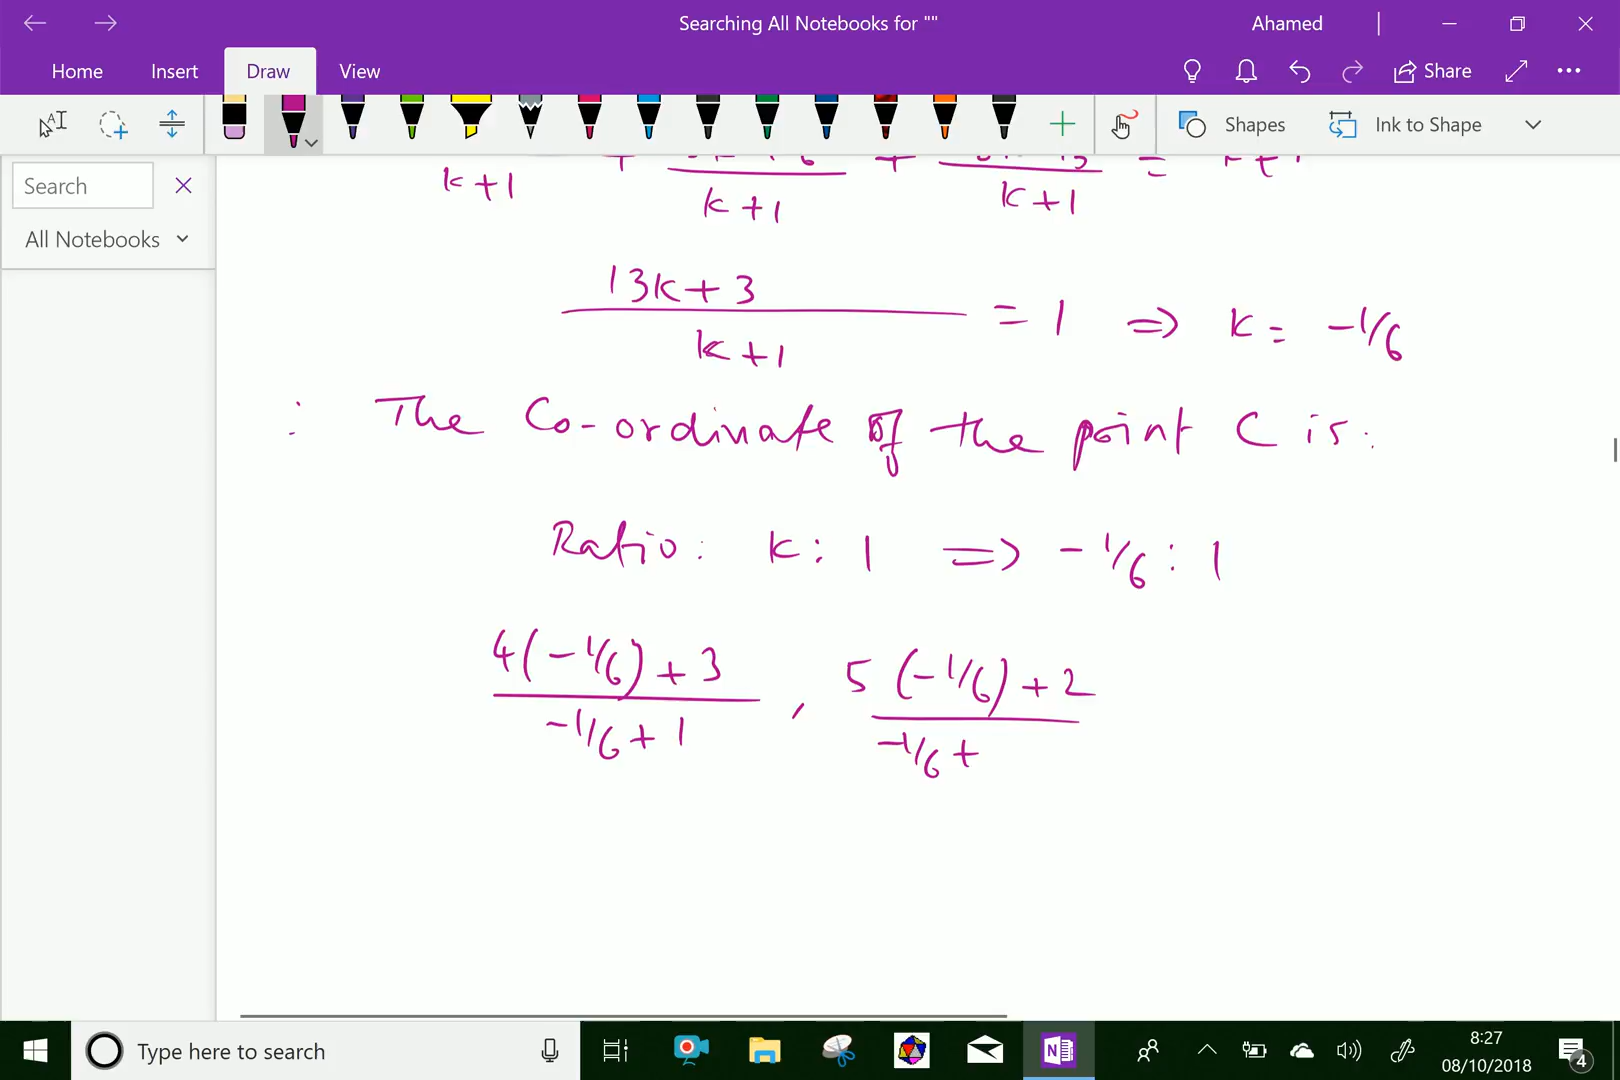 Searching All Notebooks for ""
Ahamed
Home Insert Draw View
Share
Shapes
Ink to Shape
Search
All Notebooks
k+1 + k+1 + k+1 =
13k+3 / k+1 = 1 ⇒ k = -1/6
∴ The Co-ordinate of the point C is:
Ratio: k : 1 ⇒ -1/6 : 1
4(-1/6)+3 / -1/6+1 , 5(-1/6)+2 / -1/6+
Type here to search
8:27
08/10/2018
4